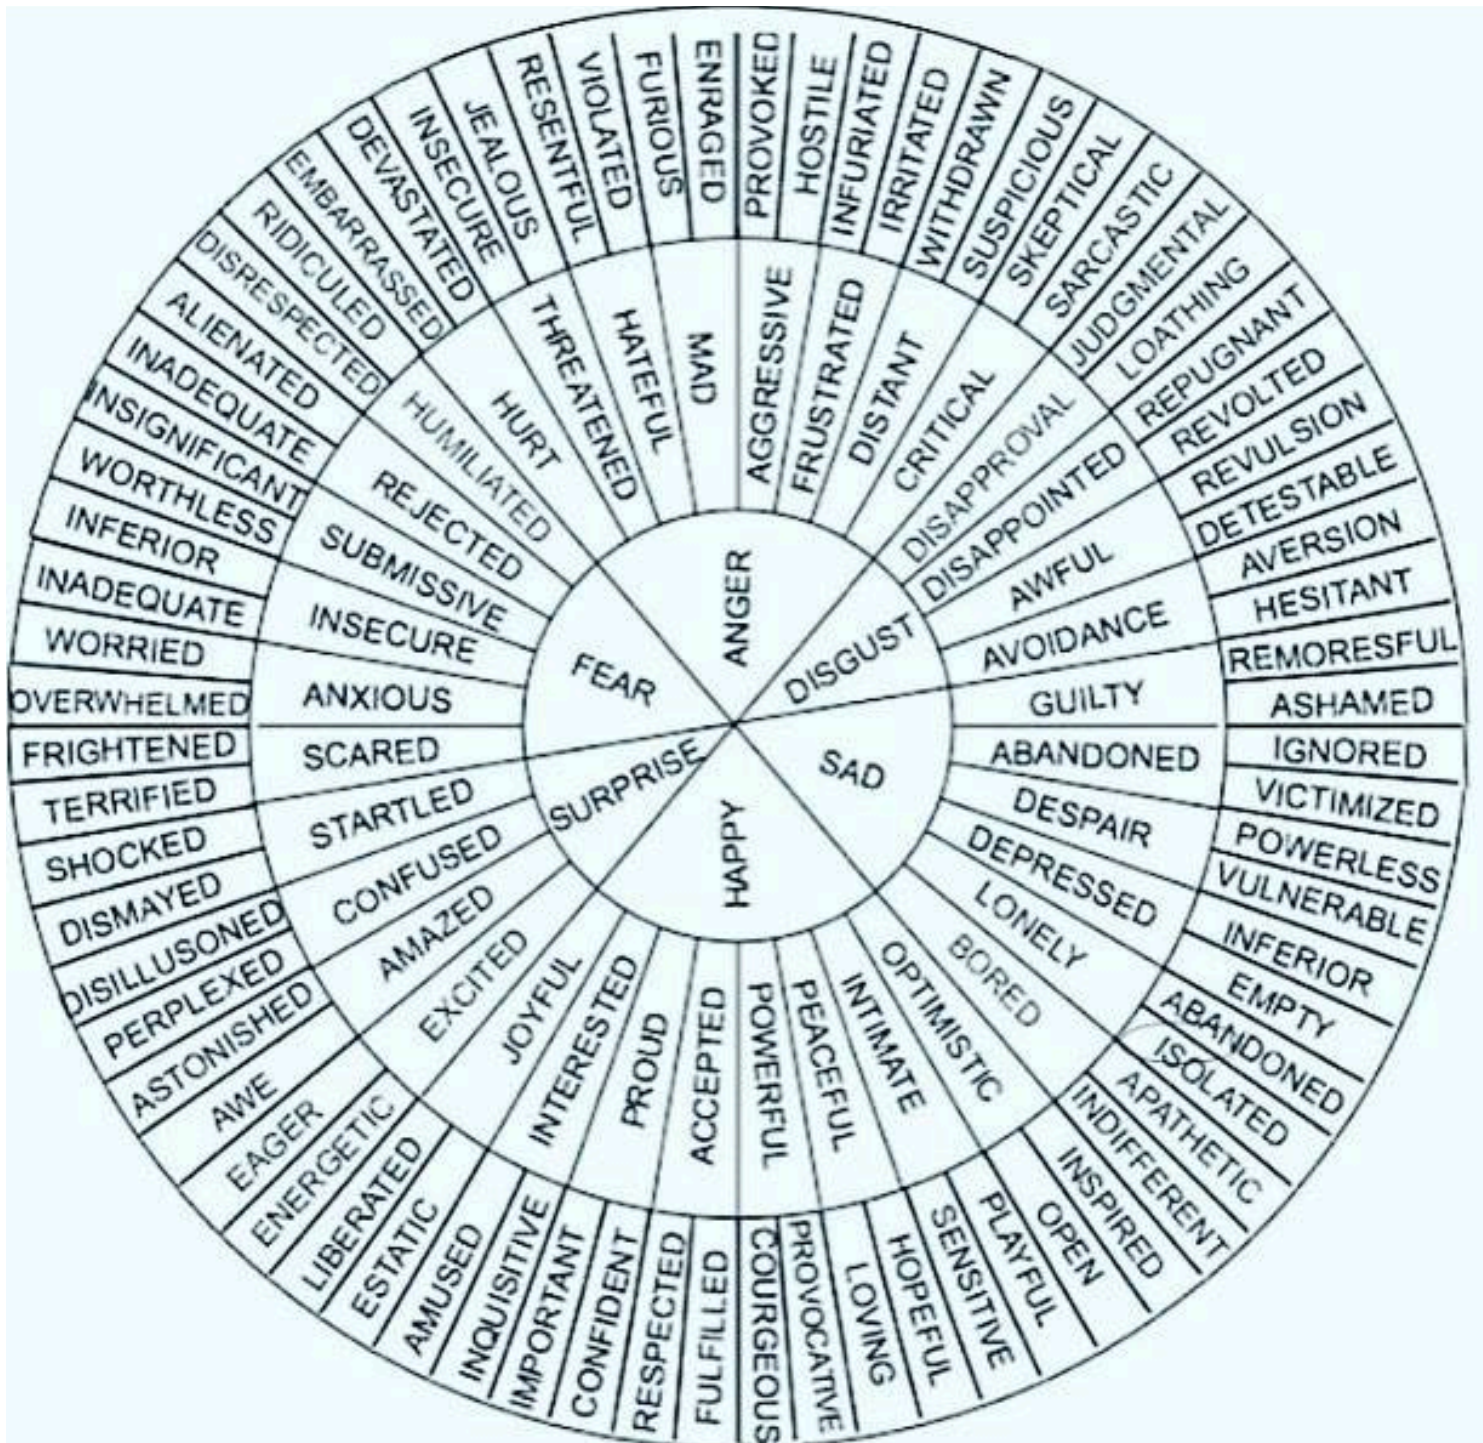 ANGER
DISGUST
SAD
HAPPY
SURPRISE
FEAR
HURT
THREATENED
HATEFUL
MAD
AGGRESSIVE
FRUSTRATED
DISTANT
CRITICAL
DISAPPROVAL
DISAPPOINTED
AWFUL
AVOIDANCE
GUILTY
ABANDONED
DESPAIR
DEPRESSED
LONELY
BORED
OPTIMISTIC
INTIMATE
PEACEFUL
POWERFUL
ACCEPTED
PROUD
INTERESTED
JOYFUL
EXCITED
AMAZED
CONFUSED
STARTLED
SCARED
ANXIOUS
INSECURE
SUBMISSIVE
REJECTED
HUMILIATED
EMBARRASSED
DEVASTATED
INSECURE
JEALOUS
RESENTFUL
VIOLATED
FURIOUS
ENRAGED
PROVOKED
HOSTILE
INFURIATED
IRRITATED
WITHDRAWN
SUSPICIOUS
SKEPTICAL
SARCASTIC
JUDGMENTAL
LOATHING
REPUGNANT
REVOLTED
REVULSION
DETESTABLE
AVERSION
HESITANT
REMORESFUL
ASHAMED
IGNORED
VICTIMIZED
POWERLESS
VULNERABLE
INFERIOR
EMPTY
ABANDONED
ISOLATED
APATHETIC
INDIFFERENT
INSPIRED
OPEN
PLAYFUL
SENSITIVE
HOPEFUL
LOVING
PROVOCATIVE
COURGEOUS
FULFILLED
RESPECTED
CONFIDENT
IMPORTANT
INQUISITIVE
AMUSED
ESTATIC
LIBERATED
ENERGETIC
EAGER
AWE
ASTONISHED
PERPLEXED
DISILLUSONED
DISMAYED
SHOCKED
TERRIFIED
FRIGHTENED
OVERWHELMED
WORRIED
INADEQUATE
INFERIOR
WORTHLESS
INSIGNIFICANT
INADEQUATE
ALIENATED
DISRESPECTED
RIDICULED